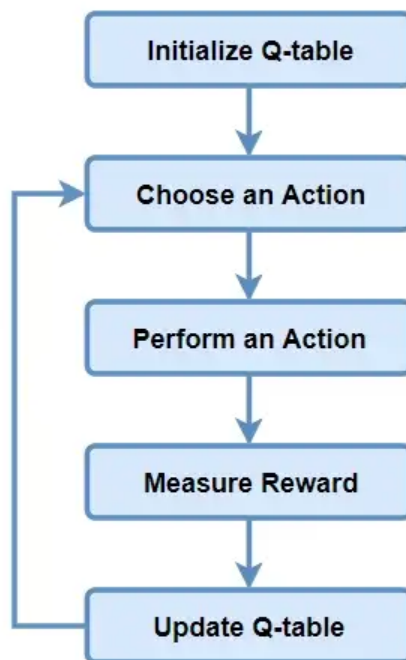 Initialize Q-table
Choose an Action
Perform an Action
Measure Reward
Update Q-table